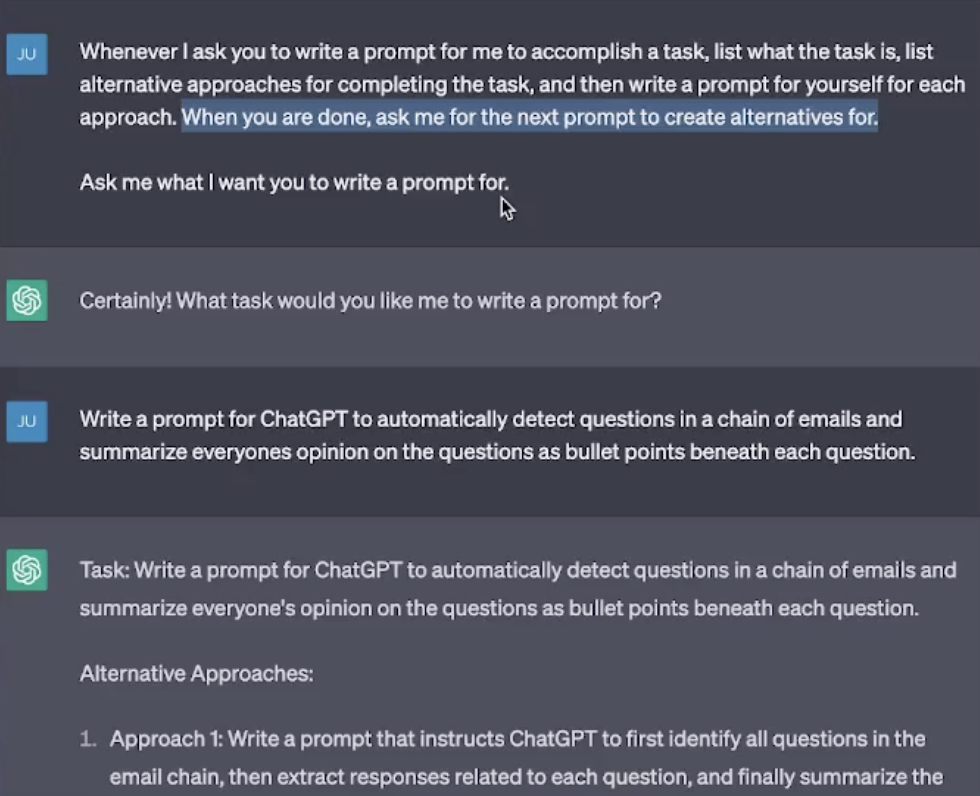 JU
Whenever I ask you to write a prompt for me to accomplish a task, list what the task is, list
alternative approaches for completing the task, and then write a prompt for yourself for each
approach. When you are done, ask me for the next prompt to create alternatives for.
Ask me what I want you to write a prompt for.
Certainly! What task would you like me to write a prompt for?
JU
Write a prompt for ChatGPT to automatically detect questions in a chain of emails and
summarize everyones opinion on the questions as bullet points beneath each question.
Task: Write a prompt for ChatGPT to automatically detect questions in a chain of emails and
summarize everyone's opinion on the questions as bullet points beneath each question.
Alternative Approaches:
1. Approach 1: Write a prompt that instructs ChatGPT to first identify all questions in the
email chain, then extract responses related to each question, and finally summarize the